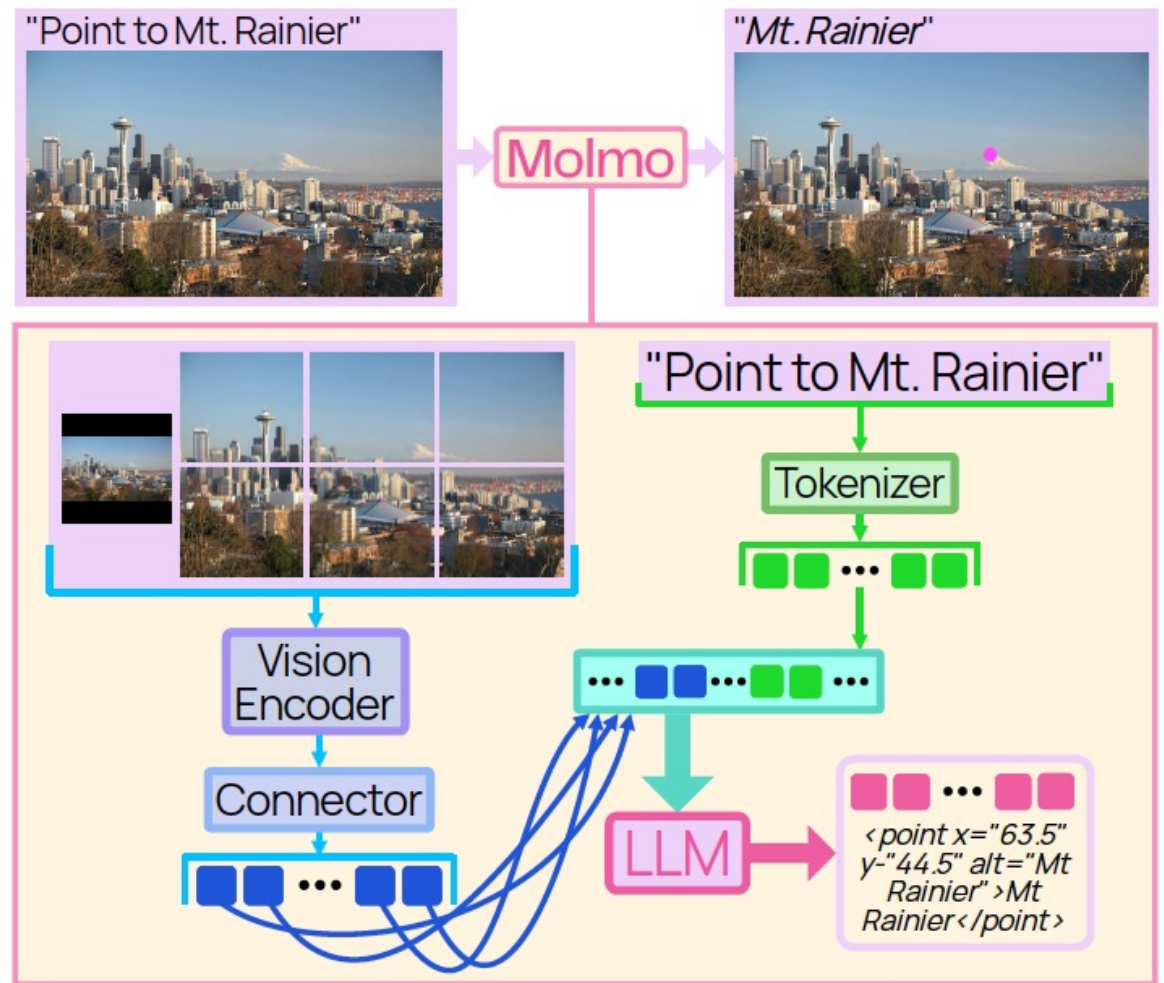 "Point to Mt. Rainier"
"Mt. Rainier"
Molmo
"Point to Mt. Rainier"
Tokenizer
Vision
Encoder
Connector
LLM
<point x="63.5"
y-"44.5" alt="Mt
Rainier">Mt
Rainier</point>